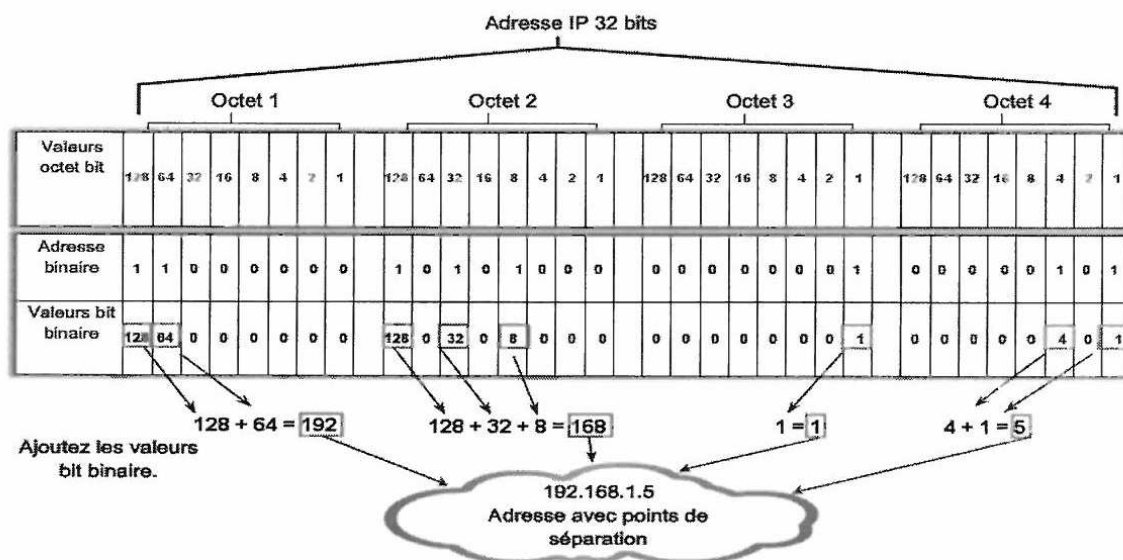 Adresse IP 32 bits
Octet 1 Octet 2 Octet 3 Octet 4
Valeurs octet bit 128 64 32 16 8 4 2 1 128 64 32 16 8 4 2 1 128 64 32 16 8 4 2 1 128 64 32 16 8 4 2 1
Adresse binaire 1 1 0 0 0 0 0 0 1 0 1 0 1 0 0 0 0 0 0 0 0 0 0 1 0 0 0 0 0 1 0 1
Valeurs bit binaire 128 64 0 0 0 0 0 0 128 0 32 0 8 0 0 0 0 0 0 0 0 0 0 1 0 0 0 0 0 4 0 1
128 + 64 = 192 128 + 32 + 8 = 168 1 = 1 4 + 1 = 5
Ajoutez les valeurs
bit binaire.
192.168.1.5
Adresse avec points de
séparation